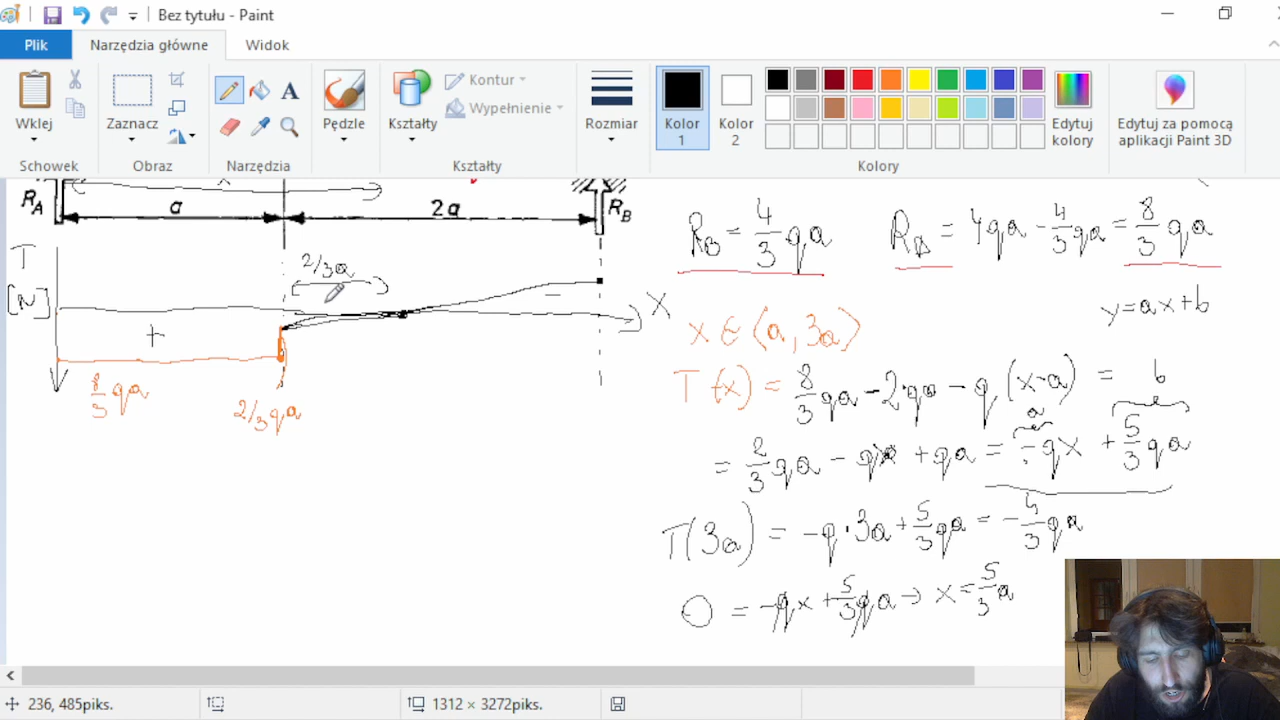 Bez tytułu - Paint
Plik Narzędzia główne Widok
Wklej Zaznacz Pędzle Kształty Kontur Wypełnienie Rozmiar Kolor 1 Kolor 2 Edytuj kolory Edytuj za pomocą aplikacji Paint 3D
Schowek Obraz Narzędzia Kształty Kolory
R_A a 2a R_B
T
[N]
2/3a
X
+
-
8/3 qa
2/3qa
R_B = 4/3 qa R_A = 4qa - 4/3 qa = 8/3 qa
y=ax+b
x ∈ (a, 3a)
T(x) = 8/3 qa - 2·qa - q(x-a) =
a b
= 2/3 qa - qx + qa = -qx + 5/3 qa
T(3a) = -q·3a + 5/3 qa = -4/3 qa
0 = -qx + 5/3 qa → x = 5/3 a
236, 485piks. 1312 × 3272piks.